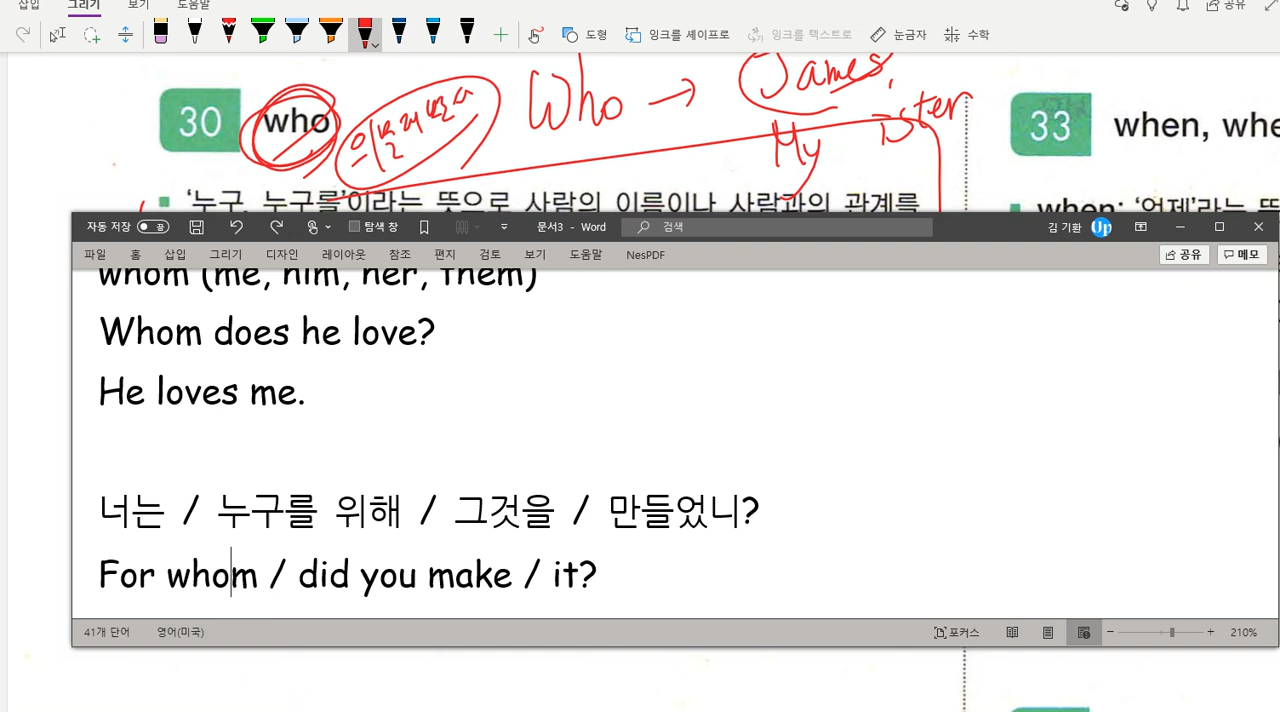 삽입 그리기 보기 도움말 공유
도형 잉크를 셰이프로 잉크를 텍스트로 눈금자 수학
Who → James,
My sister
30 who 의문대명사
33 when, whe
'누구, 누구를'이라는 뜻으로 사람의 이름이나 사람과의 관계를
when: '언제'라는 뜨
자동 저장 끔 탐색 창 문서3 - Word 검색 김 기환 Up
파일 홈 삽입 그리기 디자인 레이아웃 참조 편지 검토 보기 도움말 NesPDF 공유 메모
whom (me, him, her, them)
Whom does he love?
He loves me.
너는 / 누구를 위해 / 그것을 / 만들었니?
For whom / did you make / it?
41개 단어 영어(미국) 포커스 210%